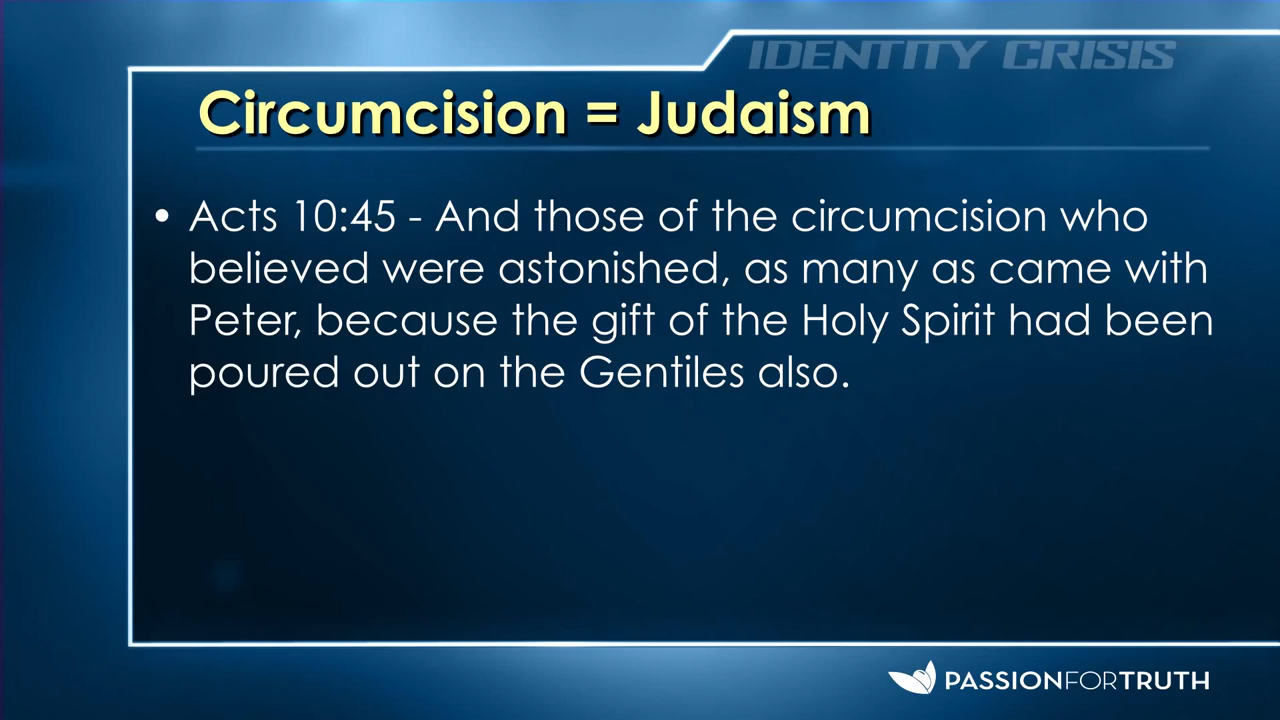 IDENTITY CRISIS
Circumcision = Judaism
• Acts 10:45 - And those of the circumcision who
believed were astonished, as many as came with
Peter, because the gift of the Holy Spirit had been
poured out on the Gentiles also.
PASSIONFORTRUTH